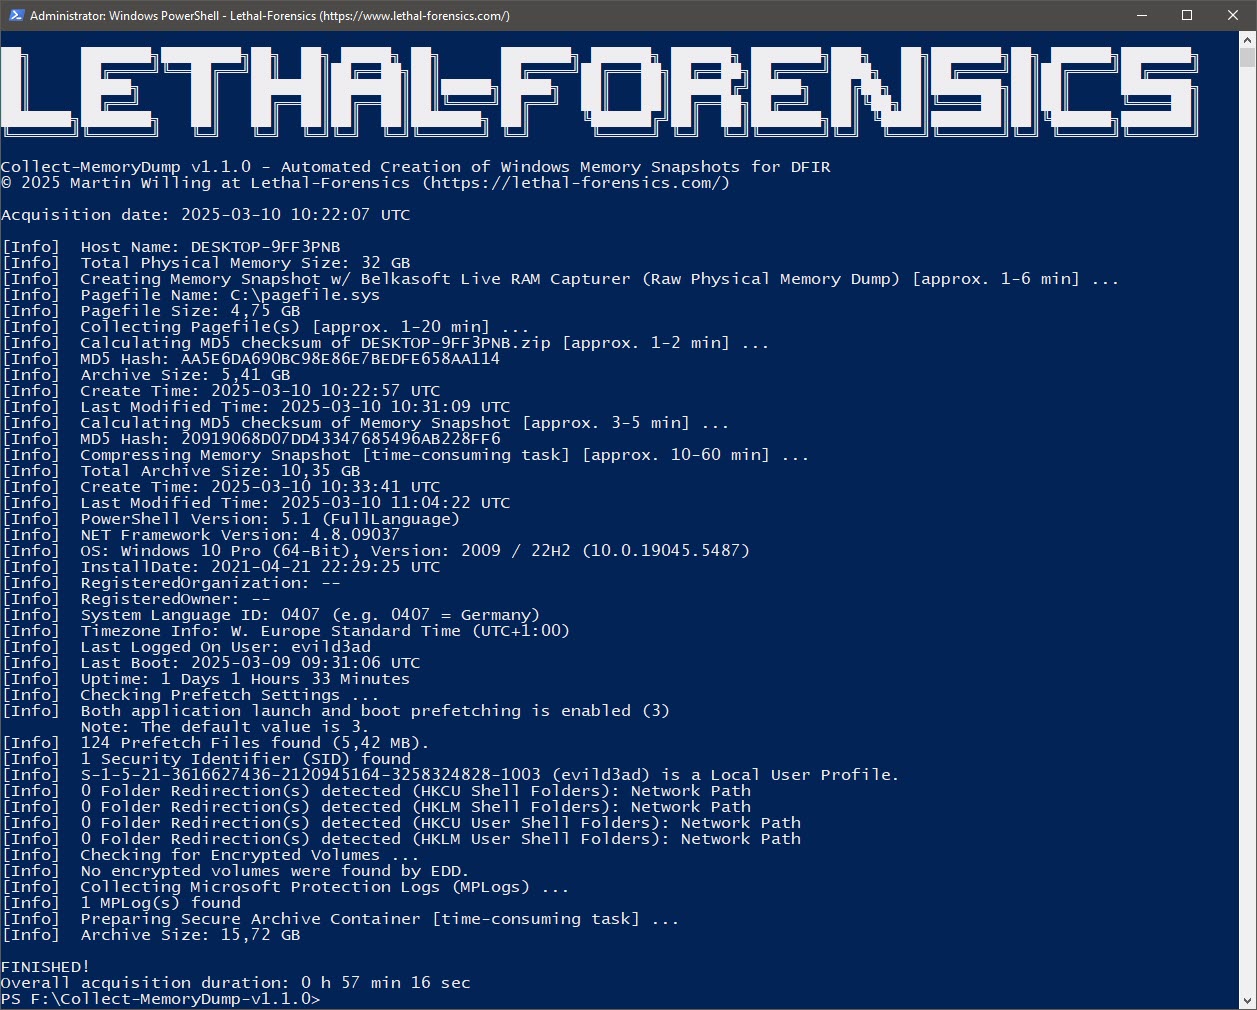 Administrator: Windows PowerShell - Lethal-Forensics (https://www.lethal-forensics.com/)
LETHAL-FORENSICS
Collect-MemoryDump v1.1.0 - Automated Creation of Windows Memory Snapshots for DFIR
© 2025 Martin Willing at Lethal-Forensics (https://lethal-forensics.com/)
Acquisition date: 2025-03-10 10:22:07 UTC
[Info]  Host Name: DESKTOP-9FF3PNB
[Info]  Total Physical Memory Size: 32 GB
[Info]  Creating Memory Snapshot w/ Belkasoft Live RAM Capturer (Raw Physical Memory Dump) [approx. 1-6 min] ...
[Info]  Pagefile Name: C:\pagefile.sys
[Info]  Pagefile Size: 4,75 GB
[Info]  Collecting Pagefile(s) [approx. 1-20 min] ...
[Info]  Calculating MD5 checksum of DESKTOP-9FF3PNB.zip [approx. 1-2 min] ...
[Info]  MD5 Hash: AA5E6DA690BC98E86E7BEDFE658AA114
[Info]  Archive Size: 5,41 GB
[Info]  Create Time: 2025-03-10 10:22:57 UTC
[Info]  Last Modified Time: 2025-03-10 10:31:09 UTC
[Info]  Calculating MD5 checksum of Memory Snapshot [approx. 3-5 min] ...
[Info]  MD5 Hash: 20919068D07DD43347685496AB228FF6
[Info]  Compressing Memory Snapshot [time-consuming task] [approx. 10-60 min] ...
[Info]  Total Archive Size: 10,35 GB
[Info]  Create Time: 2025-03-10 10:33:41 UTC
[Info]  Last Modified Time: 2025-03-10 11:04:22 UTC
[Info]  PowerShell Version: 5.1 (FullLanguage)
[Info]  NET Framework Version: 4.8.09037
[Info]  OS: Windows 10 Pro (64-Bit), Version: 2009 / 22H2 (10.0.19045.5487)
[Info]  InstallDate: 2021-04-21 22:29:25 UTC
[Info]  RegisteredOrganization: --
[Info]  RegisteredOwner: --
[Info]  System Language ID: 0407 (e.g. 0407 = Germany)
[Info]  Timezone Info: W. Europe Standard Time (UTC+1:00)
[Info]  Last Logged On User: evild3ad
[Info]  Last Boot: 2025-03-09 09:31:06 UTC
[Info]  Uptime: 1 Days 1 Hours 33 Minutes
[Info]  Checking Prefetch Settings ...
[Info]  Both application launch and boot prefetching is enabled (3)
Note: The default value is 3.
[Info]  124 Prefetch Files found (5,42 MB).
[Info]  1 Security Identifier (SID) found
[Info]  S-1-5-21-3616627436-2120945164-3258324828-1003 (evild3ad) is a Local User Profile.
[Info]  0 Folder Redirection(s) detected (HKCU Shell Folders): Network Path
[Info]  0 Folder Redirection(s) detected (HKLM Shell Folders): Network Path
[Info]  0 Folder Redirection(s) detected (HKCU User Shell Folders): Network Path
[Info]  0 Folder Redirection(s) detected (HKLM User Shell Folders): Network Path
[Info]  Checking for Encrypted Volumes ...
[Info]  No encrypted volumes were found by EDD.
[Info]  Collecting Microsoft Protection Logs (MPLogs) ...
[Info]  1 MPLog(s) found
[Info]  Preparing Secure Archive Container [time-consuming task] ...
[Info]  Archive Size: 15,72 GB
FINISHED!
Overall acquisition duration: 0 h 57 min 16 sec
PS F:\Collect-MemoryDump-v1.1.0>